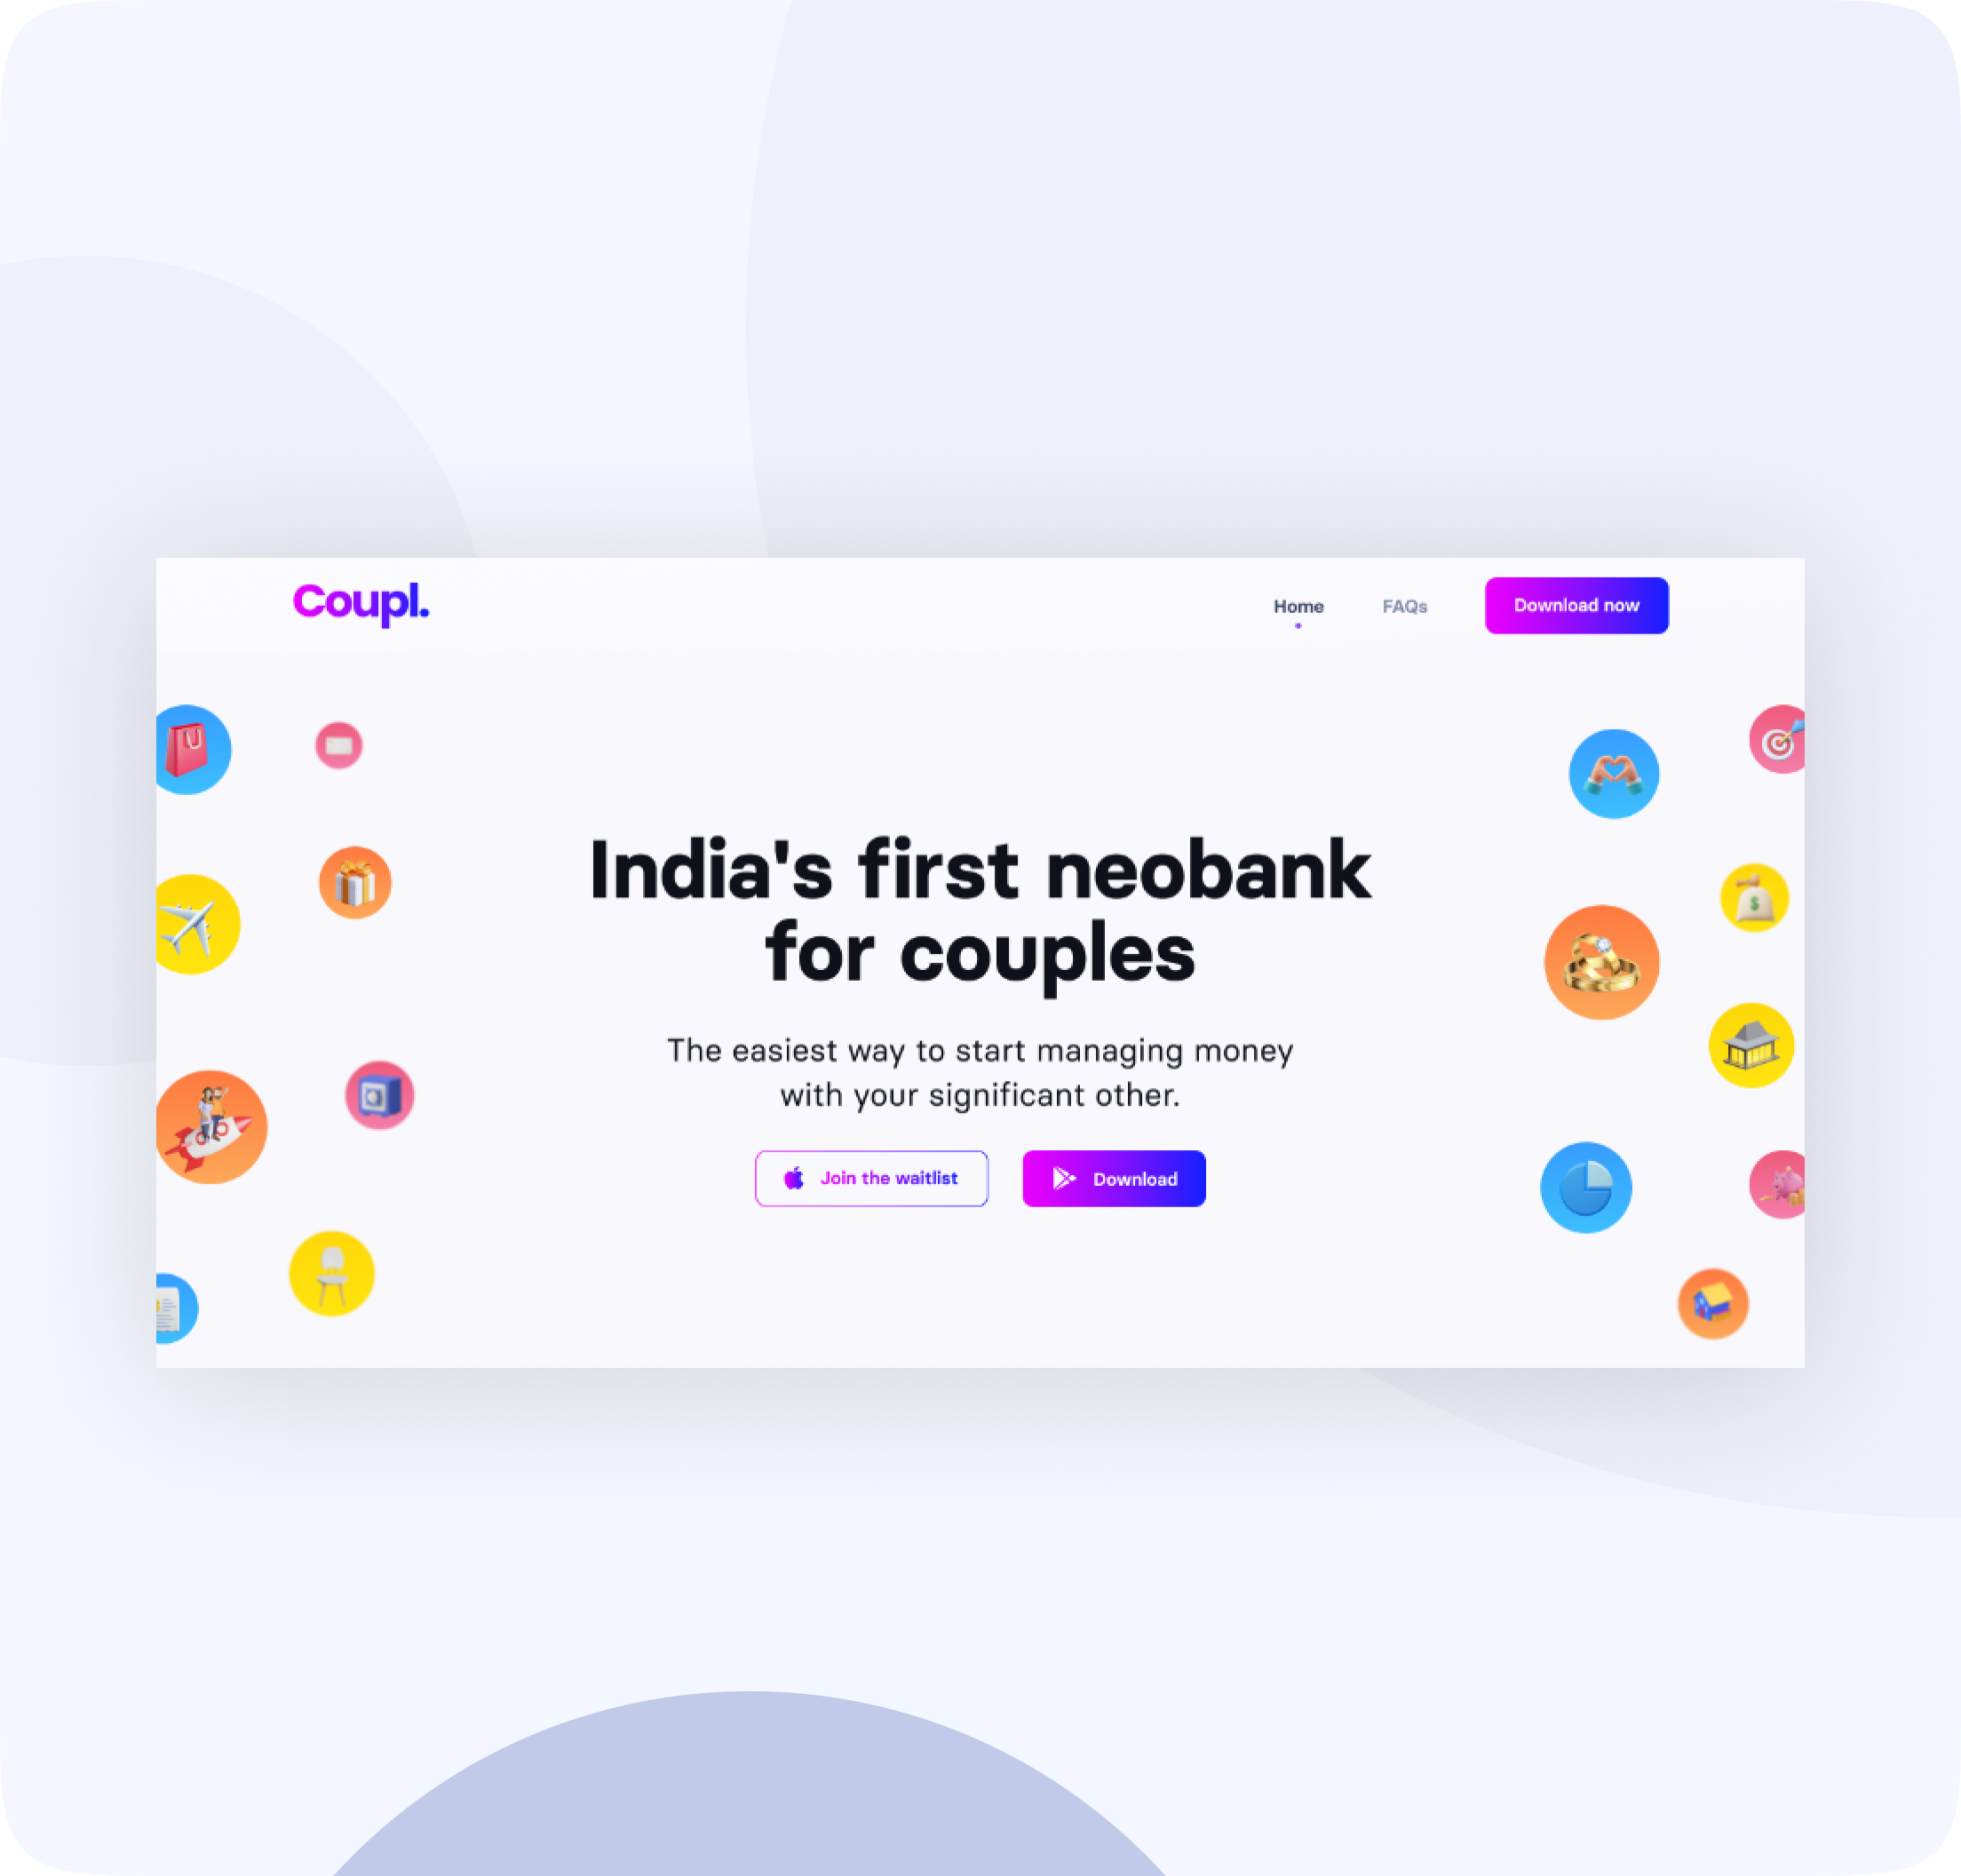 Coupl.
Home
FAQs
Download now
India's first neobank
for couples
The easiest way to start managing money
with your significant other.
Join the waitlist
Download